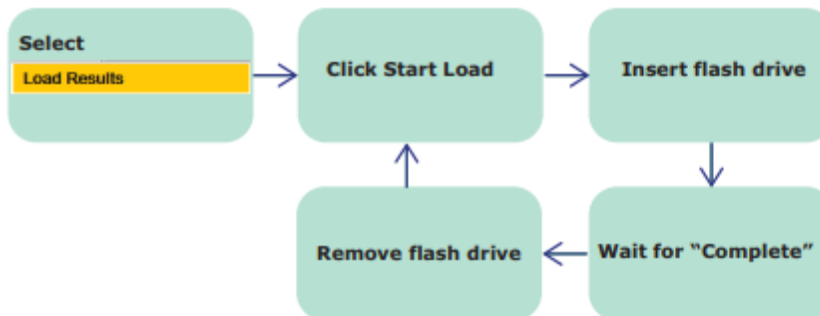 Select
Load Results
Click Start Load
Insert flash drive
Wait for “Complete”
Remove flash drive